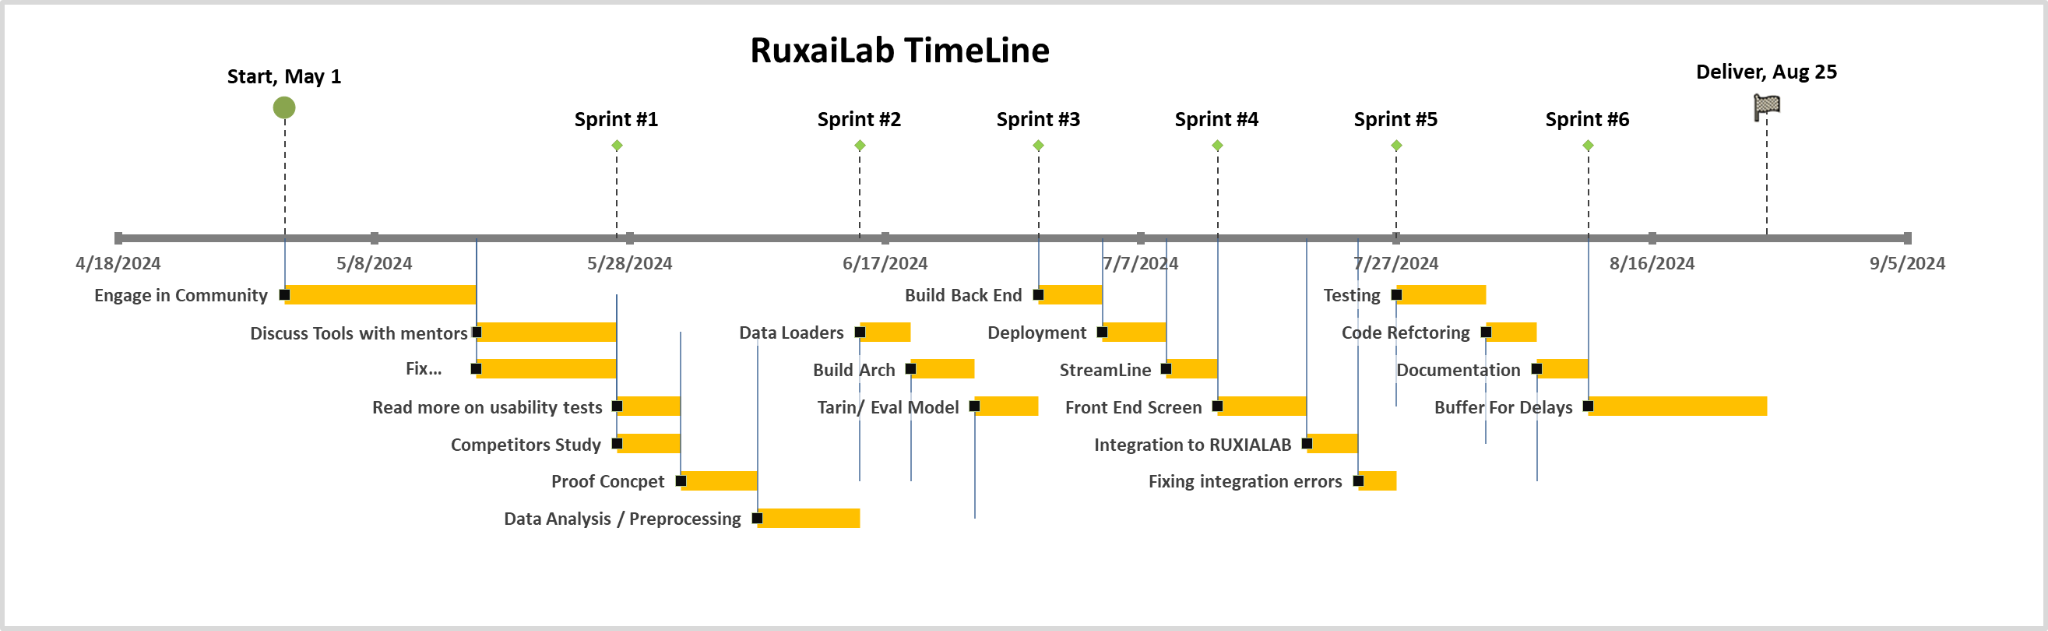 RuxaiLab TimeLine
Start, May 1
Deliver, Aug 25
Sprint #1
Sprint #2
Sprint #3
Sprint #4
Sprint #5
Sprint #6
4/18/2024
5/8/2024
5/28/2024
6/17/2024
7/7/2024
7/27/2024
8/16/2024
9/5/2024
Engage in Community
Build Back End
Testing
Discuss Tools with mentors
Data Loaders
Deployment
Code Refctoring
Fix...
Build Arch
StreamLine
Documentation
Read more on usability tests
Tarin/ Eval Model
Front End Screen
Buffer For Delays
Competitors Study
Integration to RUXIALAB
Proof Concpet
Fixing integration errors
Data Analysis / Preprocessing